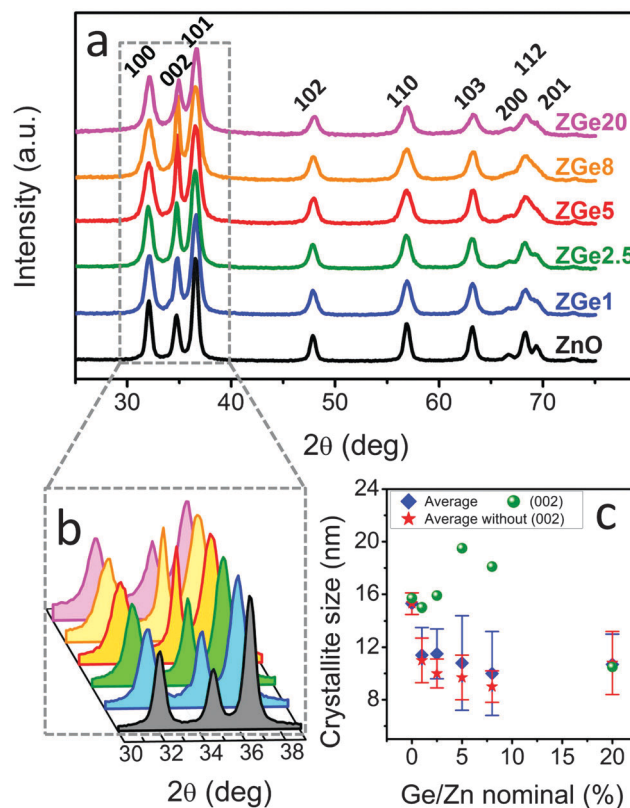 a
100
002
101
102
110
103
200
112
201
ZGe20
ZGe8
ZGe5
ZGe2.5
ZGe1
ZnO
Intensity (a.u.)
30 40 50 60 70
2θ (deg)
b
30 32 34 36 38
2θ (deg)
c
Average
(002)
Average without (002)
24
20
16
12
8
Crystallite size (nm)
0 5 10 15 20
Ge/Zn nominal (%)